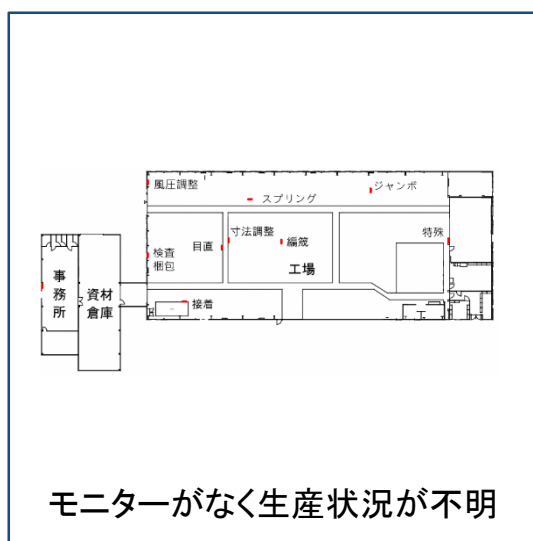 風圧調整
ジャンボ
スプリング
寸法調整
特殊
目直
編筬
検査
梱包
工場
事務所
資材
倉庫
接着
モニターがなく生産状況が不明